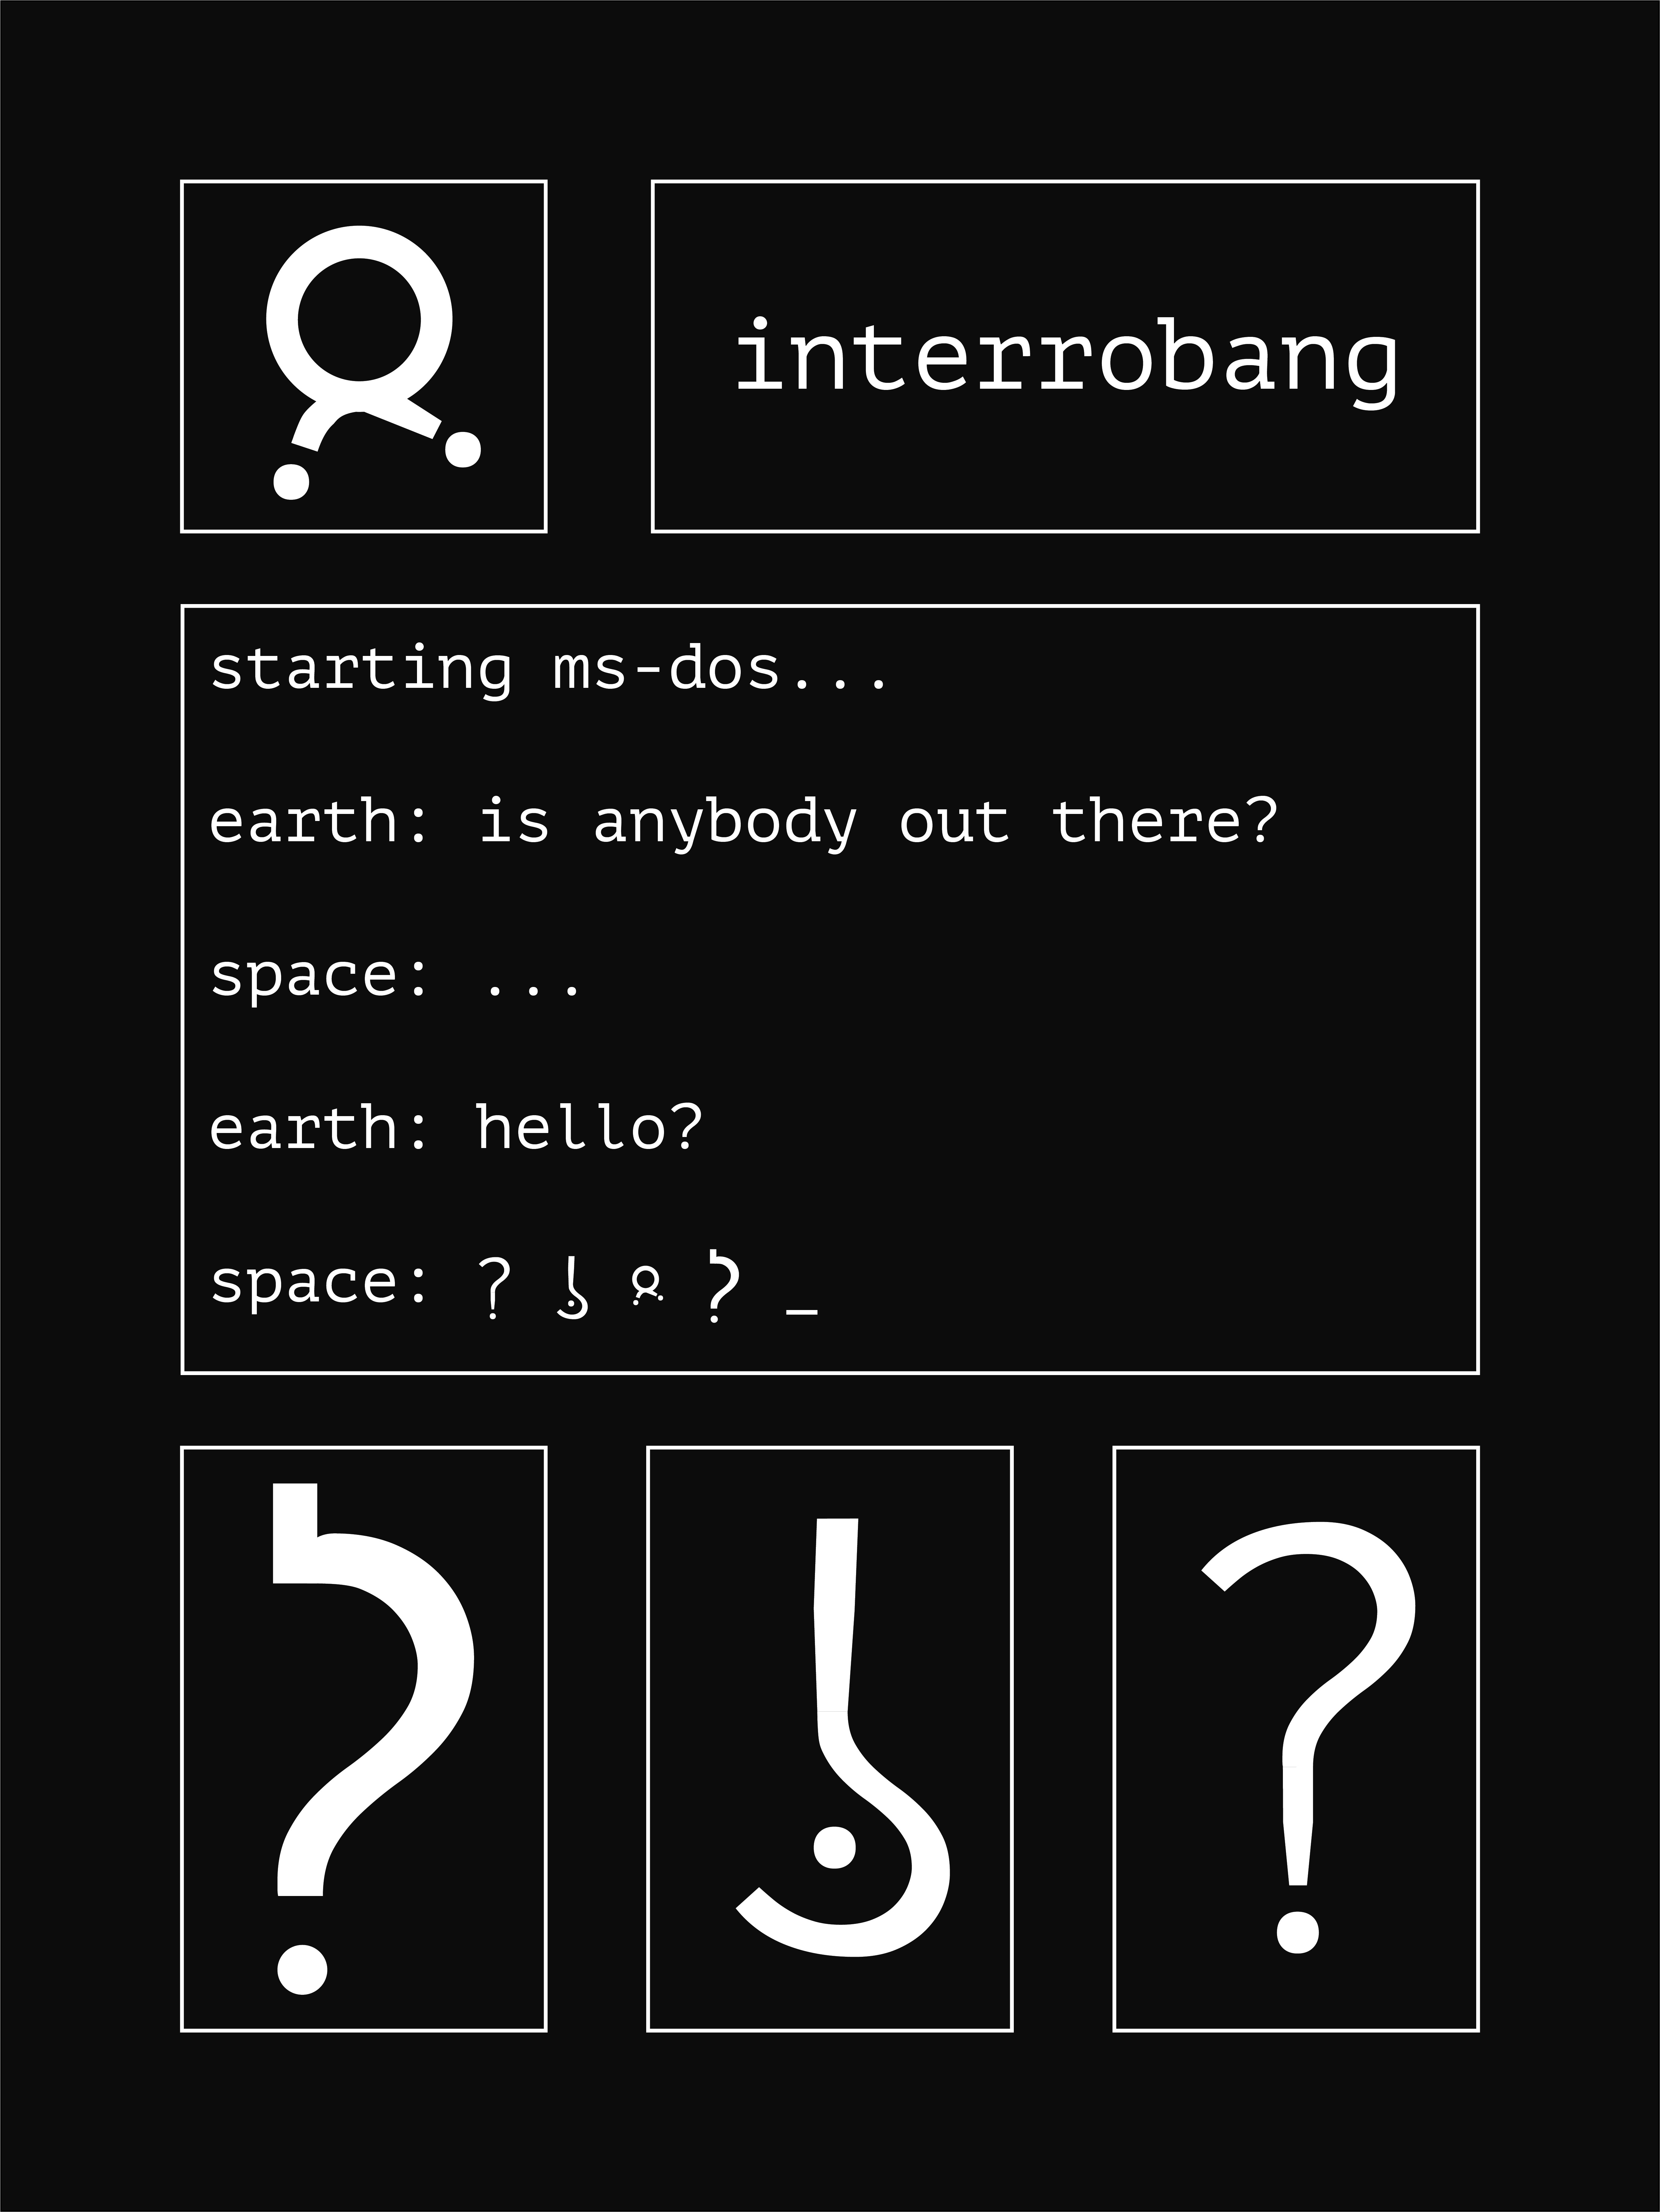 interrobang
starting ms-dos...
earth: is anybody out there?
space: ...
earth: hello?
space: _